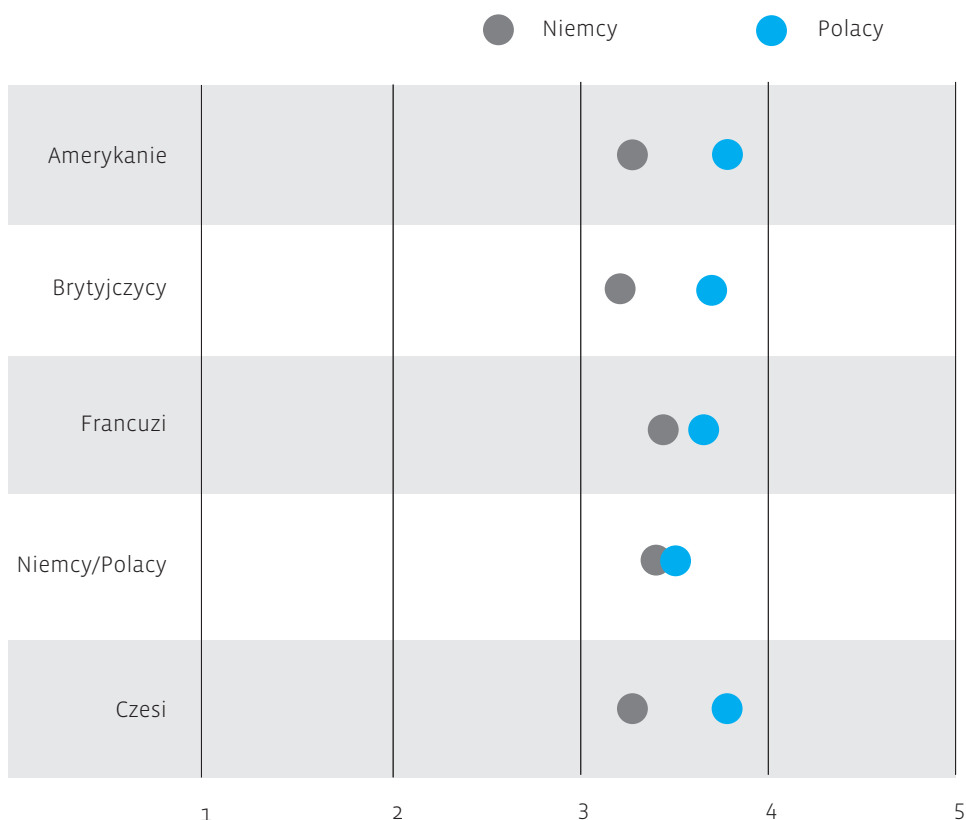 Niemcy Polacy
Amerykanie
Brytyjczycy
Francuzi
Niemcy/Polacy
Czesi
1 2 3 4 5